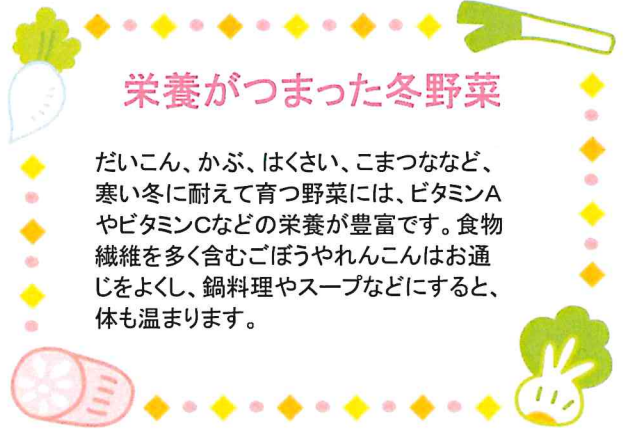 栄養がつまった冬野菜
だいこん、かぶ、はくさい、こまつななど、
寒い冬に耐えて育つ野菜には、ビタミンA
やビタミンCなどの栄養が豊富です。食物
繊維を多く含むごぼうやれんこんはお通
じをよくし、鍋料理やスープなどにすると、
体も温まります。